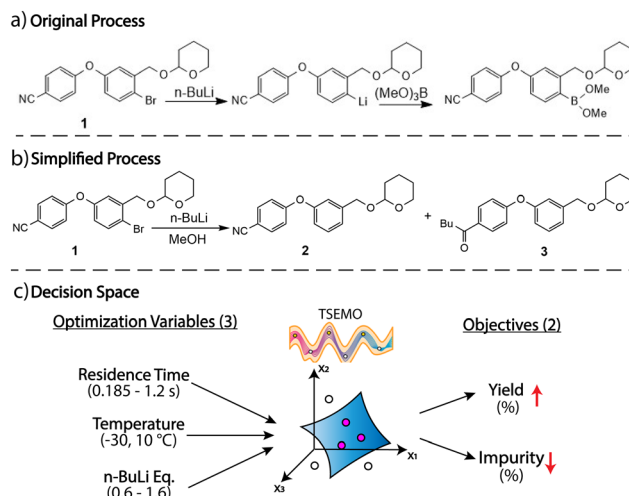 a) Original Process
NC
O
Br
O
O
1
n-BuLi
NC
O
Li
O
O
(MeO)₃B
NC
O
B
OMe
OMe
O
O
b) Simplified Process
NC
O
Br
O
O
1
n-BuLi
MeOH
NC
O
O
O
2
+
Bu
O
O
O
O
3
c) Decision Space
Optimization Variables (3)
TSEMO
Objectives (2)
Residence Time
(0.185 - 1.2 s)
Temperature
(-30, 10 °C)
n-BuLi Eq.
(0.6 - 1.6)
X₂
X₁
X₃
Yield
(%)
Impurity
(%)